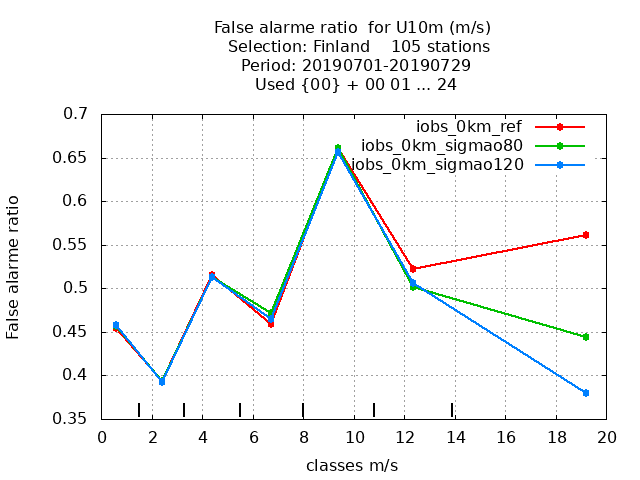 False alarme ratio  for U10m (m/s)
Selection: Finland    105 stations
Period: 20190701-20190729
Used {00} + 00 01 ... 24
iobs_0km_ref
iobs_0km_sigmao80
iobs_0km_sigmao120
False alarme ratio
0.7
0.65
0.6
0.55
0.5
0.45
0.4
0.35
0 2 4 6 8 10 12 14 16 18 20
classes m/s